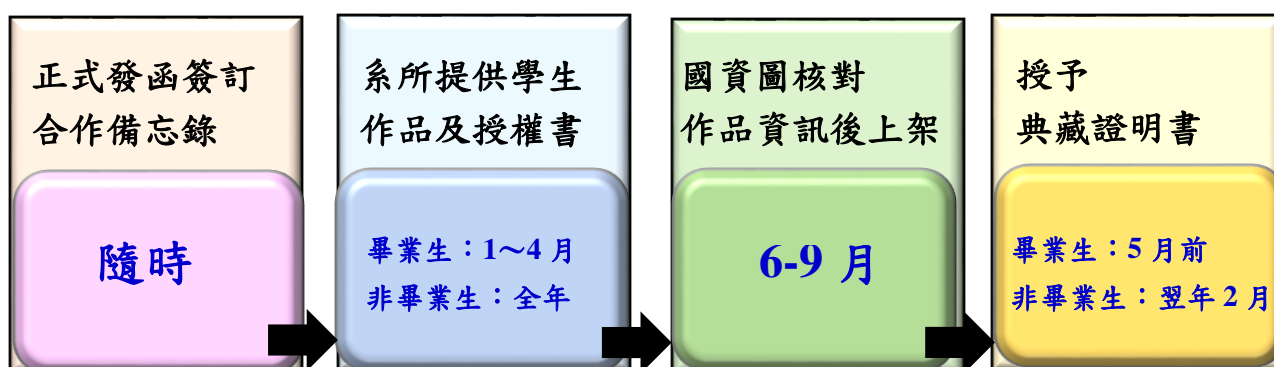 正式發函簽訂
合作備忘錄
隨時
系所提供學生
作品及授權書
畢業生：1～4 月
非畢業生：全年
國資圖核對
作品資訊後上架
6-9 月
授予
典藏證明書
畢業生：5 月前
非畢業生：翌年 2 月